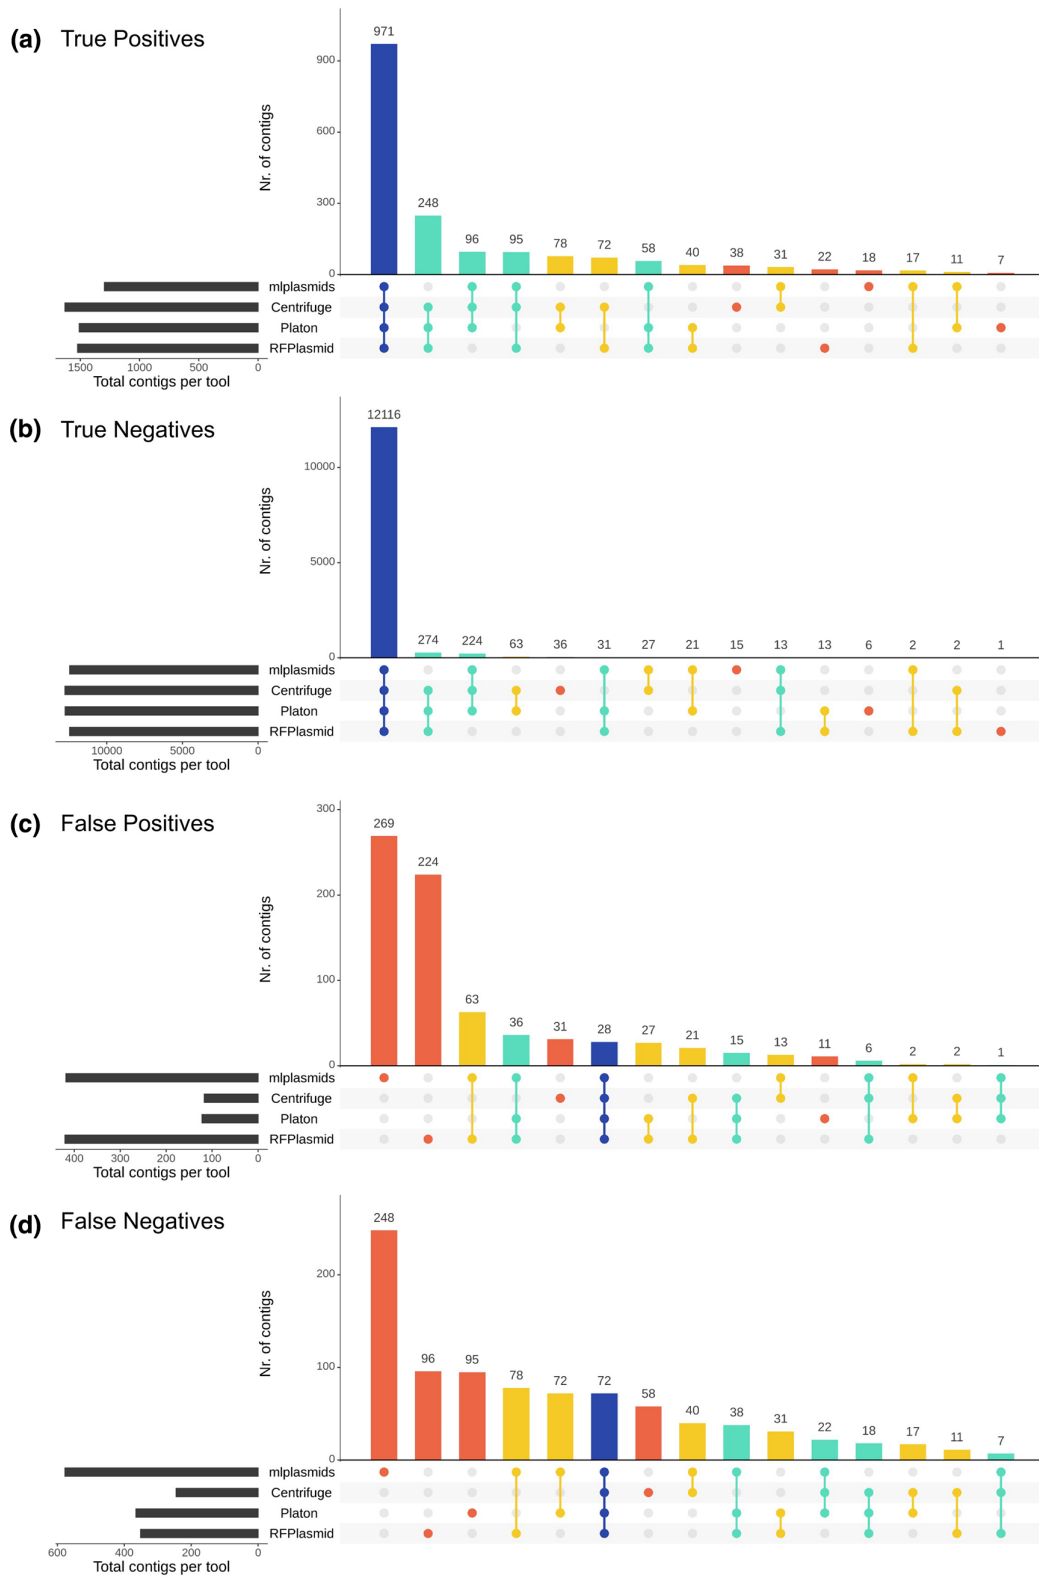 (a) True Positives
Nr. of contigs
900
600
300
0
971 248 96 95 78 72 58 40 38 31 22 18 17 11 7
mlplasmids
Centrifuge
Platon
RFPlasmid
1500 1000 500 0
Total contigs per tool
(b) True Negatives
Nr. of contigs
10000
5000
0
12116 274 224 63 36 31 27 21 15 13 13 6 2 2 1
mlplasmids
Centrifuge
Platon
RFPlasmid
10000 5000 0
Total contigs per tool
(c) False Positives
Nr. of contigs
300
200
100
0
269 224 63 36 31 28 27 21 15 13 11 6 2 2 1
mlplasmids
Centrifuge
Platon
RFPlasmid
400 300 200 100 0
Total contigs per tool
(d) False Negatives
Nr. of contigs
200
100
0
248 96 95 78 72 72 58 40 38 31 22 18 17 11 7
mlplasmids
Centrifuge
Platon
RFPlasmid
600 400 200 0
Total contigs per tool